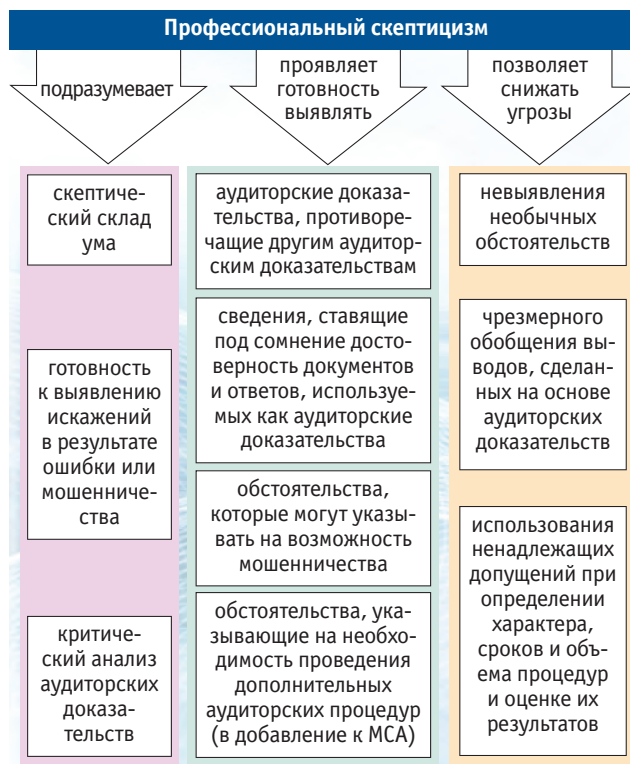 Профессиональный скептицизм
подразумевает
проявляет
готовность
выявлять
позволяет
снижать
угрозы
скептиче-
ский склад
ума
готовность
к выявлению
искажений
в результате
ошибки или
мошенниче-
ства
критиче-
ский анализ
аудиторских
доказа-
тельств
аудиторские доказа-
тельства, противоре-
чащие другим аудитор-
ским доказательствам
сведения, ставящие
под сомнение досто-
верность документов
и ответов, используе-
мых как аудиторские
доказательства
обстоятельства,
которые могут указы-
вать на возможность
мошенничества
обстоятельства, ука-
зывающие на необхо-
димость проведения
дополнительных
аудиторских процедур
(в добавление к МСА)
невыявления
необычных
обстоятельств
чрезмерного
обобщения вы-
водов, сделан-
ных на основе
аудиторских
доказательств
использования
ненадлежащих
допущений при
определении
характера,
сроков и объ-
ема процедур
и оценке их
результатов